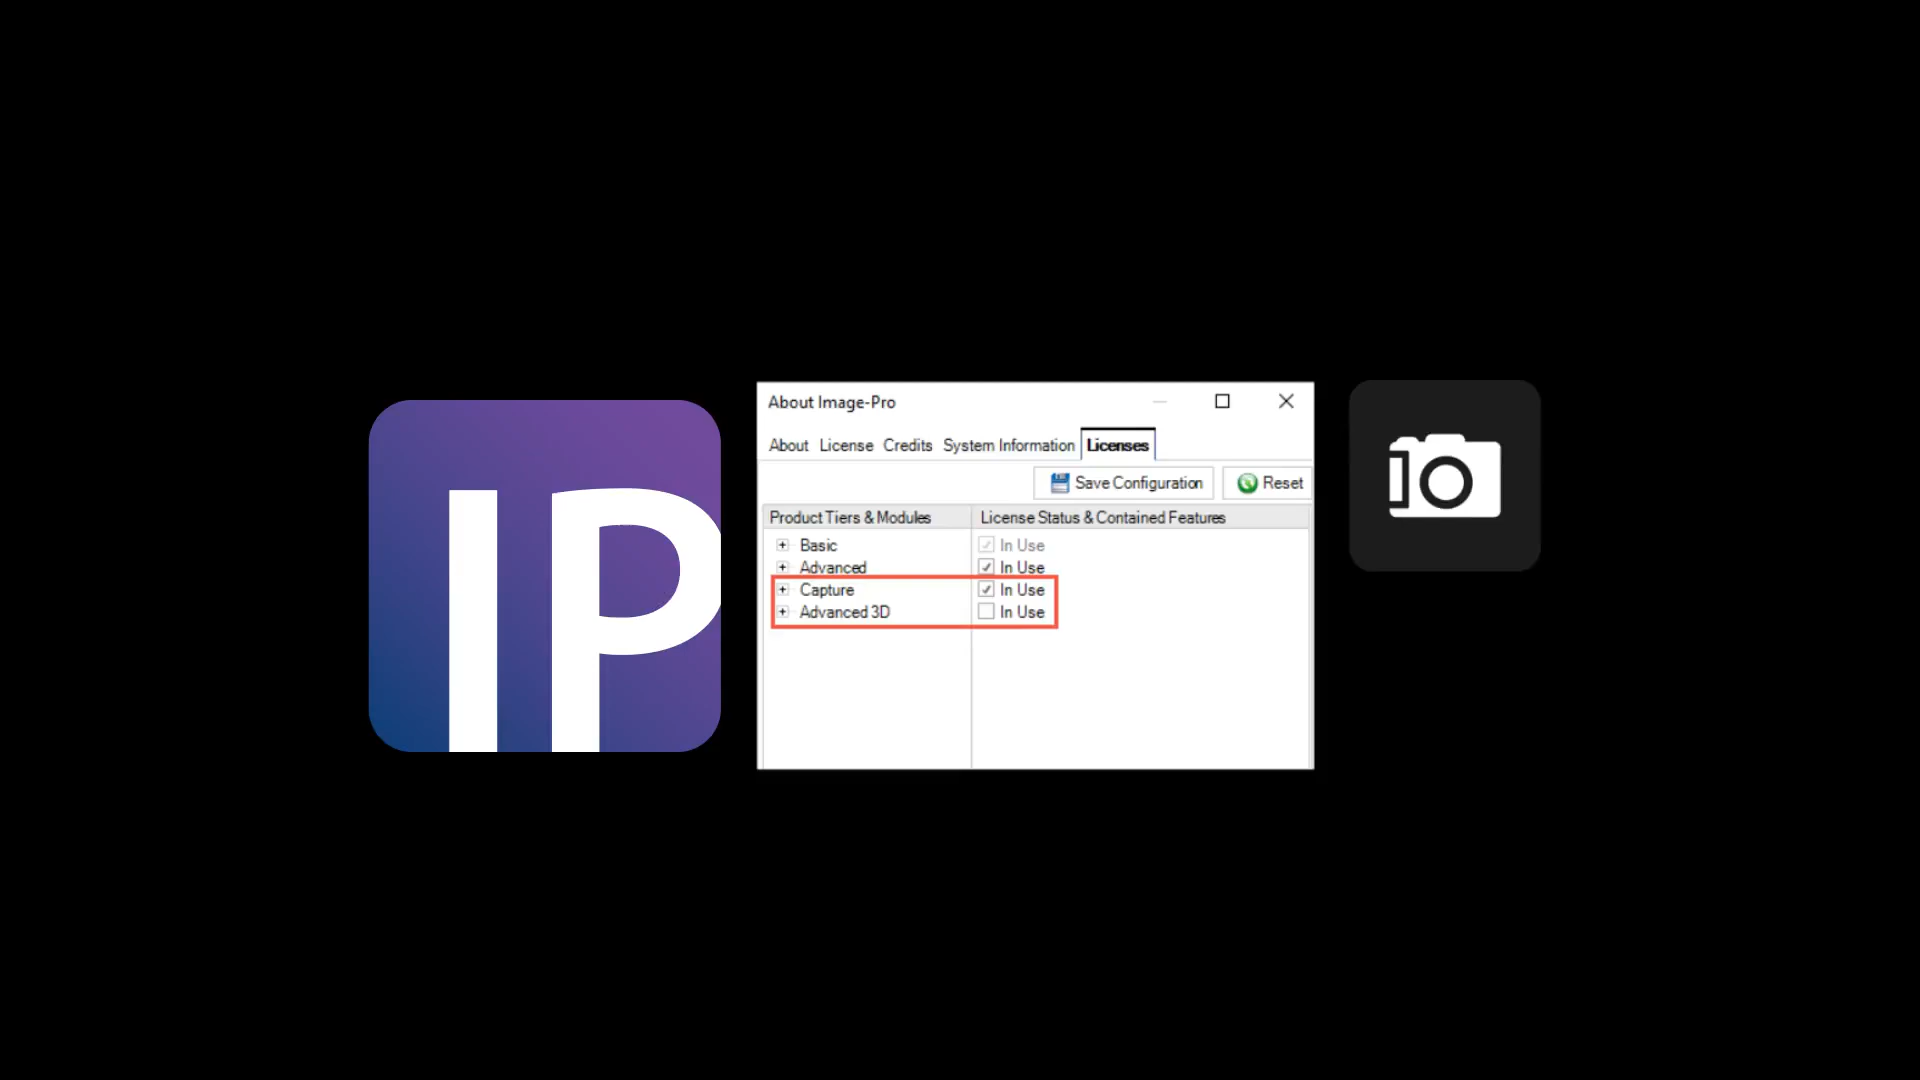 IP
About Image-Pro
About License Credits System Information Licenses
Save Configuration Reset
Product Tiers & Modules License Status & Contained Features
Basic In Use
Advanced In Use
Capture In Use
Advanced 3D In Use